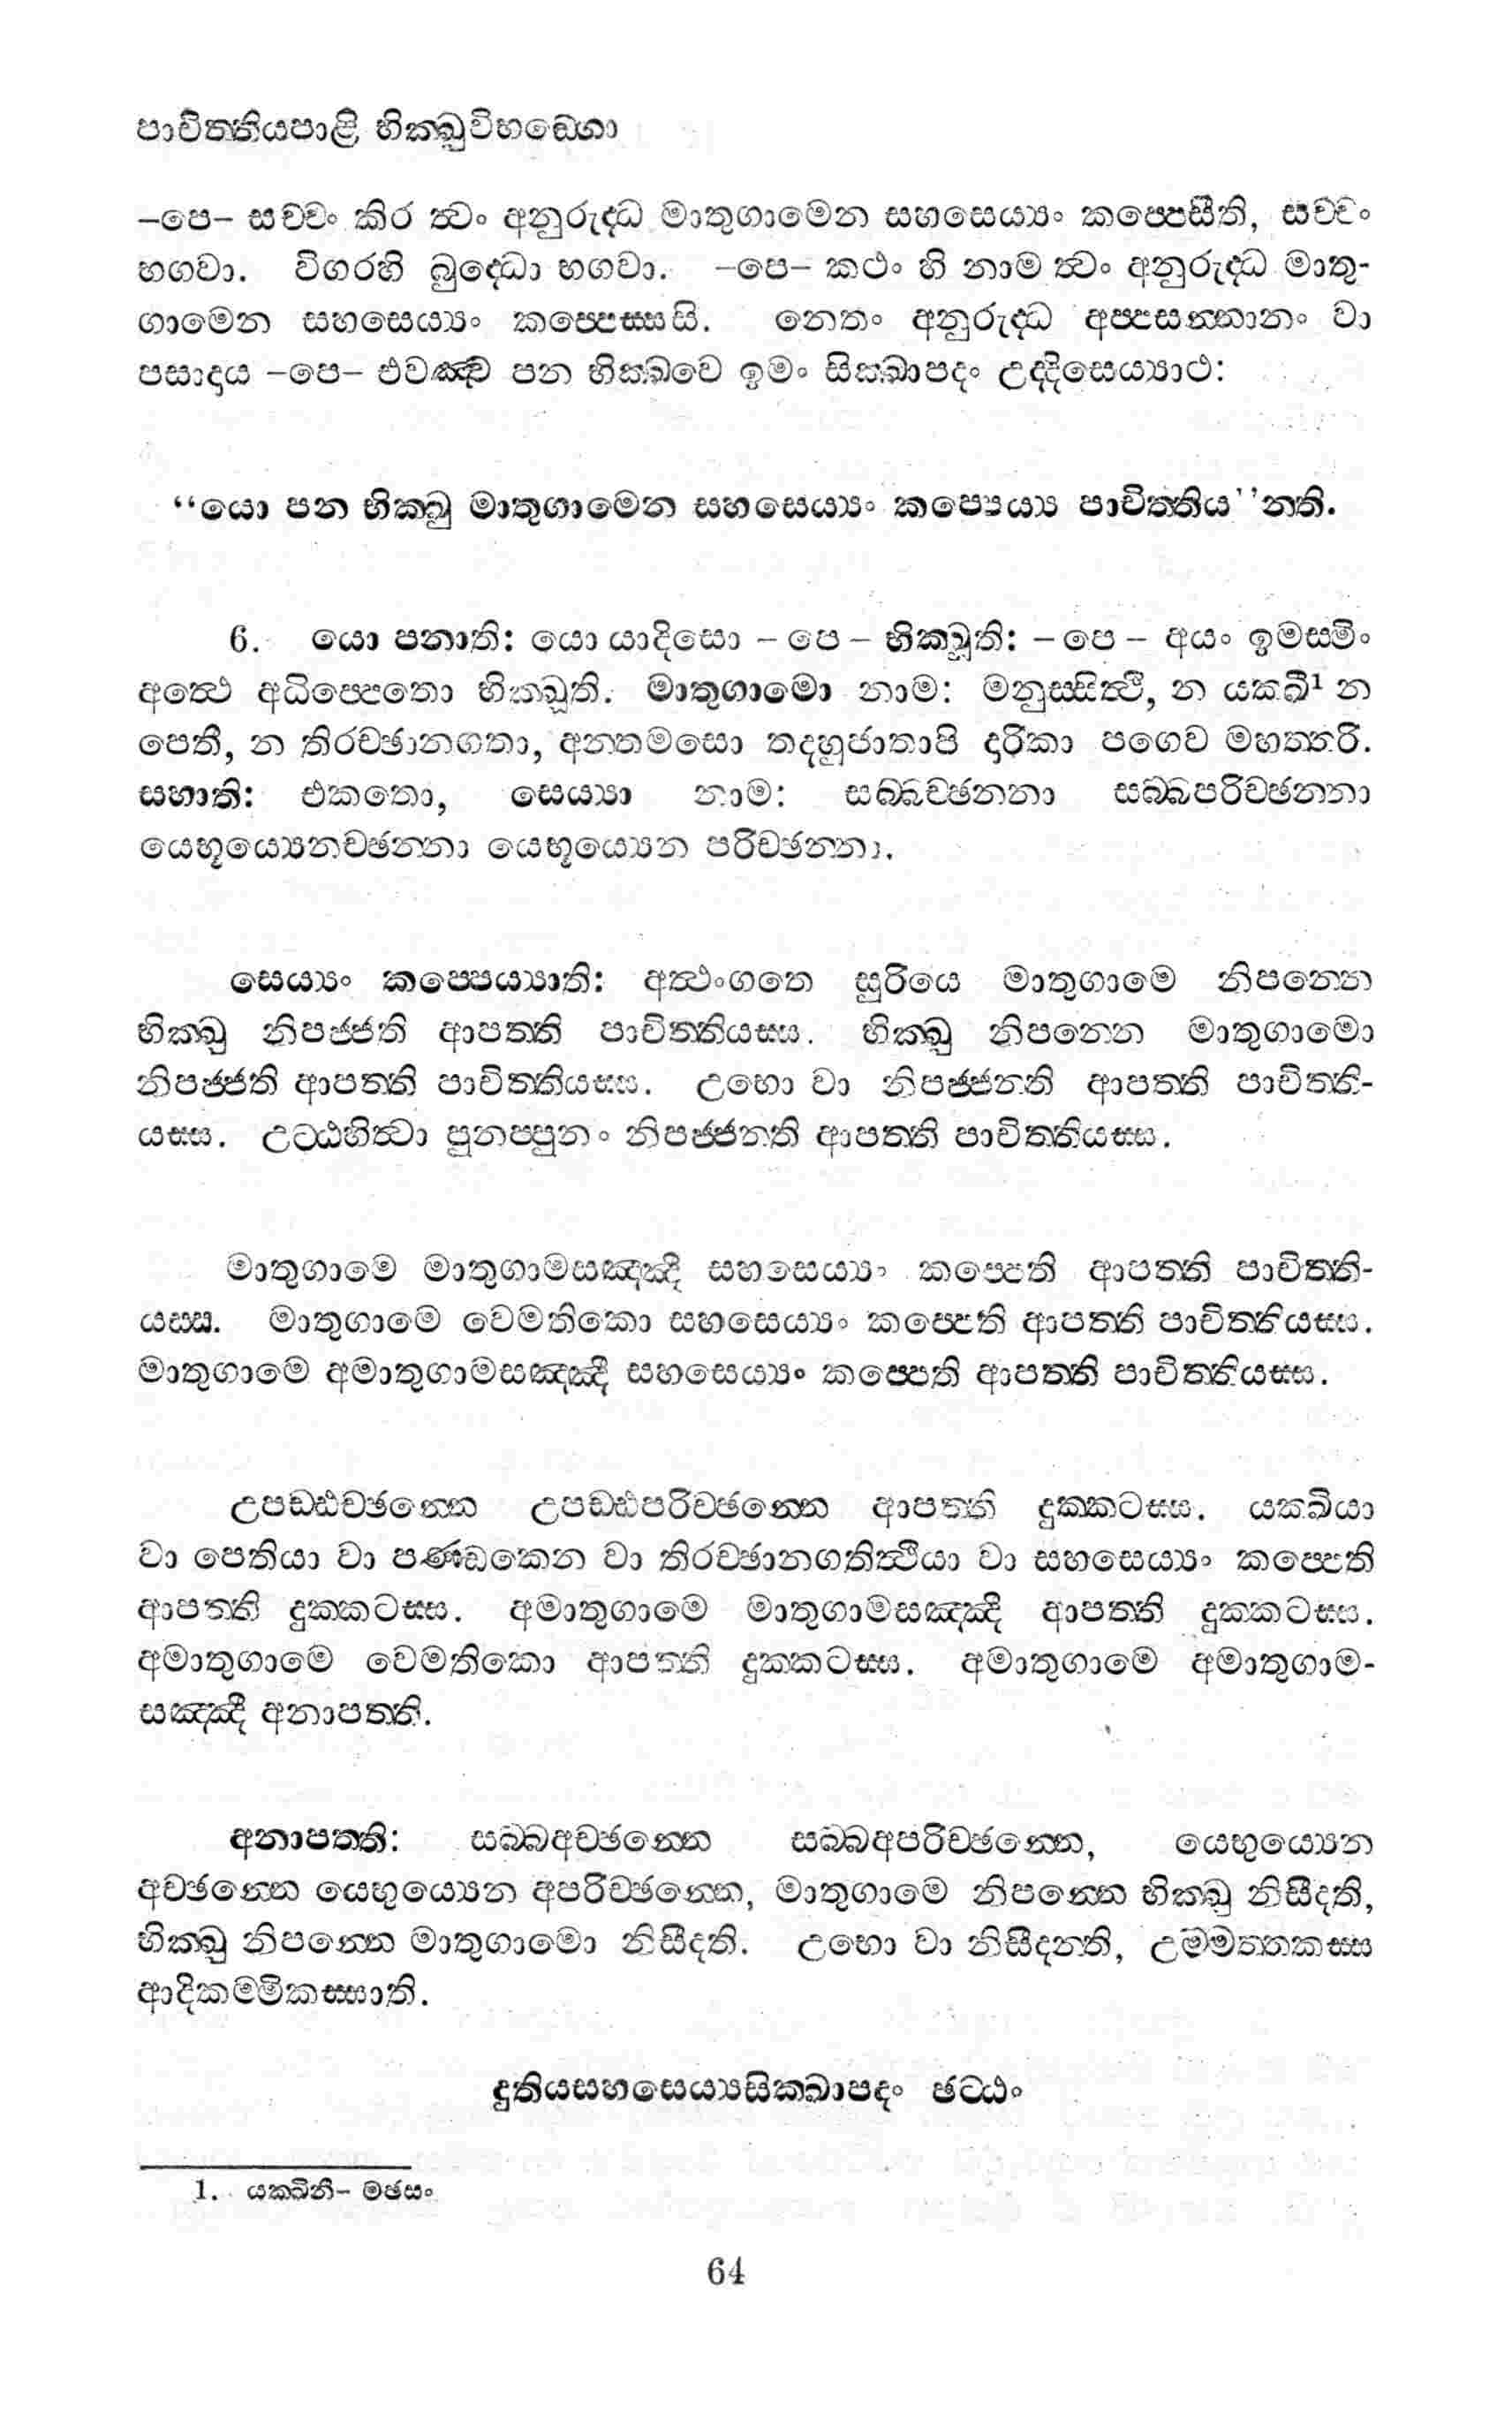 පාචිත්තියපාළි භික්ඛුවිභඞ්ගො
–පෙ– සච්චං කිර ත්වං අනුරුද්ධ මාතුගාමෙන සහසෙය්‍යං කප්පෙසීති, සච්චං
භගවා. විගරහි බුද්ධො භගවා. –පෙ– කථං හි නාම ත්වං අනුරුද්ධ මාතු-
ගාමෙන සහසෙය්‍යං කප්පෙස්සසි. නෙතං අනුරුද්ධ අප්පසන්නානං වා
පසාදාය –පෙ– එවඤ්ච පන භික්ඛවෙ ඉමං සික්ඛාපදං උද්දිසෙය්‍යාථ:
“යො පන භික්ඛු මාතුගාමෙන සහසෙය්‍යං කප්පෙය්‍ය පාචිත්තිය’’න්ති.
6. යො පනාති: යො යාදිසො – පෙ – භික්ඛූති: – පෙ – අයං ඉමස්මිං
අත්ථෙ අධිප්පෙතො භික්ඛූති. මාතුගාමො නාම: මනුස්සිත්ථි, න යක්ඛී¹ න
පෙතී, න තිරච්ඡානගතා, අන්තමසො තදහුජාතාපි දාරිකා පගෙව මහත්තරි.
සහාති: එකතො, සෙය්‍යා නාම: සබ්බච්ඡන්නා සබ්බපරිච්ඡන්නා
යෙභූය්‍යෙනච්ඡන්නා යෙභූය්‍යෙන පරිච්ඡන්නා.
සෙය්‍යං කප්පෙය්‍යාති: අත්ථංගතෙ සූරියෙ මාතුගාමෙ නිපන්නෙ
භික්ඛු නිපජ්ජති ආපත්ති පාචිත්තියස්ස. භික්ඛු නිපන්නෙ මාතුගාමො
නිපජ්ජති ආපත්ති පාචිත්තියස්ස. උභො වා නිපජ්ජන්ති ආපත්ති පාචිත්ති-
යස්ස. උට්ඨහිත්වා පුනප්පුනං නිපජ්ජන්ති ආපත්ති පාචිත්තියස්ස.
මාතුගාමෙ මාතුගාමසඤ්ඤී සහසෙය්‍යං කප්පෙති ආපත්ති පාචිත්ති-
යස්ස. මාතුගාමෙ වෙමතිකො සහසෙය්‍යං කප්පෙති ආපත්ති පාචිත්තියස්ස.
මාතුගාමෙ අමාතුගාමසඤ්ඤී සහසෙය්‍යං කප්පෙති ආපත්ති පාචිත්තියස්ස.
උපඩ්ඪච්ඡන්නෙ උපඩ්ඪපරිච්ඡන්නෙ ආපත්ති දුක්කටස්ස. යක්ඛියා
වා පෙතියා වා පණ්ඩකෙන වා තිරච්ඡානගතිත්ථියා වා සහසෙය්‍යං කප්පෙති
ආපත්ති දුක්කටස්ස. අමාතුගාමෙ මාතුගාමසඤ්ඤී ආපත්ති දුක්කටස්ස.
අමාතුගාමෙ වෙමතිකො ආපත්ති දුක්කටස්ස. අමාතුගාමෙ අමාතුගාම-
සඤ්ඤී අනාපත්ති.
අනාපත්ති: සබ්බඅච්ඡන්නෙ සබ්බඅපරිච්ඡන්නෙ, යෙභුය්‍යෙන
අච්ඡන්නෙ යෙභුය්‍යෙන අපරිච්ඡන්නෙ, මාතුගාමෙ නිපන්නෙ භික්ඛු නිසීදති,
භික්ඛු නිපන්නෙ මාතුගාමො නිසීදති. උභො වා නිසීදන්ති, උම්මත්තකස්ස
ආදිකම්මිකස්සාති.
දුතියසහසෙය්‍යසික්ඛාපදං ඡට්ඨං
1. යක්ඛිනී– මඡසං
64